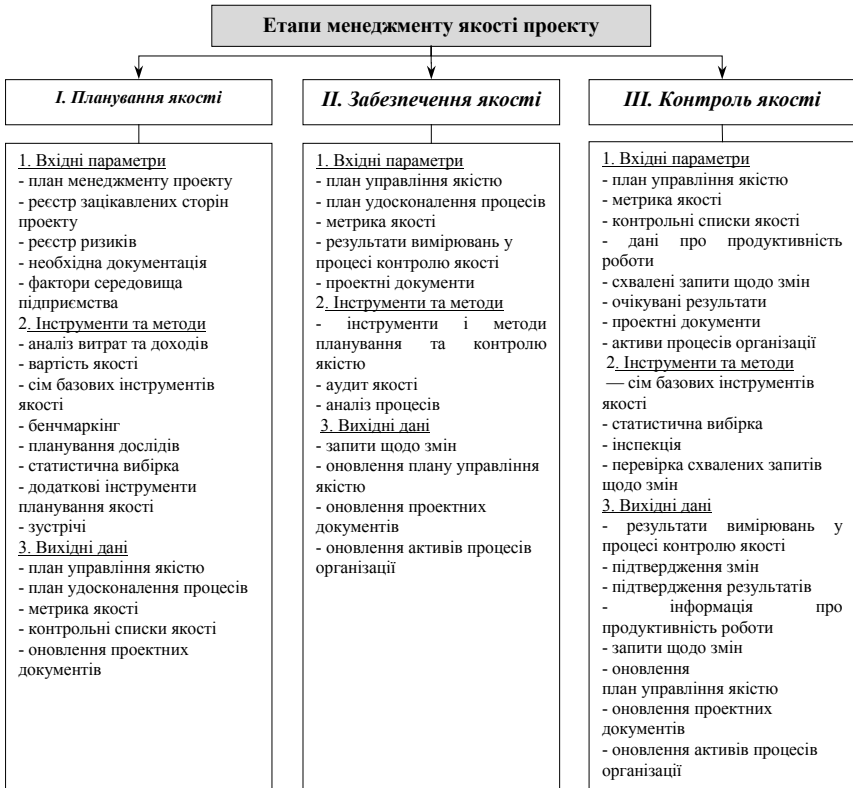 Етапи менеджменту якості проекту
I. Планування якості
1. Вхідні параметри
- план менеджменту проекту
- реєстр зацікавлених сторін
проекту
- реєстр ризиків
- необхідна документація
- фактори середовища
підприємства
2. Інструменти та методи
- аналіз витрат та доходів
- вартість якості
- сім базових інструментів
якості
- бенчмаркінг
- планування дослідів
- статистична вибірка
- додаткові інструменти
планування якості
- зустрічі
3. Вихідні дані
- план управління якістю
- план удосконалення процесів
- метрика якості
- контрольні списки якості
- оновлення проектних
документів
II. Забезпечення якості
1. Вхідні параметри
- план управління якістю
- план удосконалення процесів
- метрика якості
- результати вимірювань у
процесі контролю якості
- проектні документи
2. Інструменти та методи
- інструменти і методи
планування та контролю
якістю
- аудит якості
- аналіз процесів
3. Вихідні дані
- запити щодо змін
- оновлення плану управління
якістю
- оновлення проектних
документів
- оновлення активів процесів
організації
III. Контроль якості
1. Вхідні параметри
- план управління якістю
- метрика якості
- контрольні списки якості
- дані про продуктивність
роботи
- схвалені запити щодо змін
- очікувані результати
- проектні документи
- активи процесів організації
2. Інструменти та методи
— сім базових інструментів
якості
- статистична вибірка
- інспекція
- перевірка схвалених запитів
щодо змін
3. Вихідні дані
- результати вимірювань у
процесі контролю якості
- підтвердження змін
- підтвердження результатів
- інформація про
продуктивність роботи
- запити щодо змін
- оновлення
план управління якістю
- оновлення проектних
документів
- оновлення активів процесів
організації